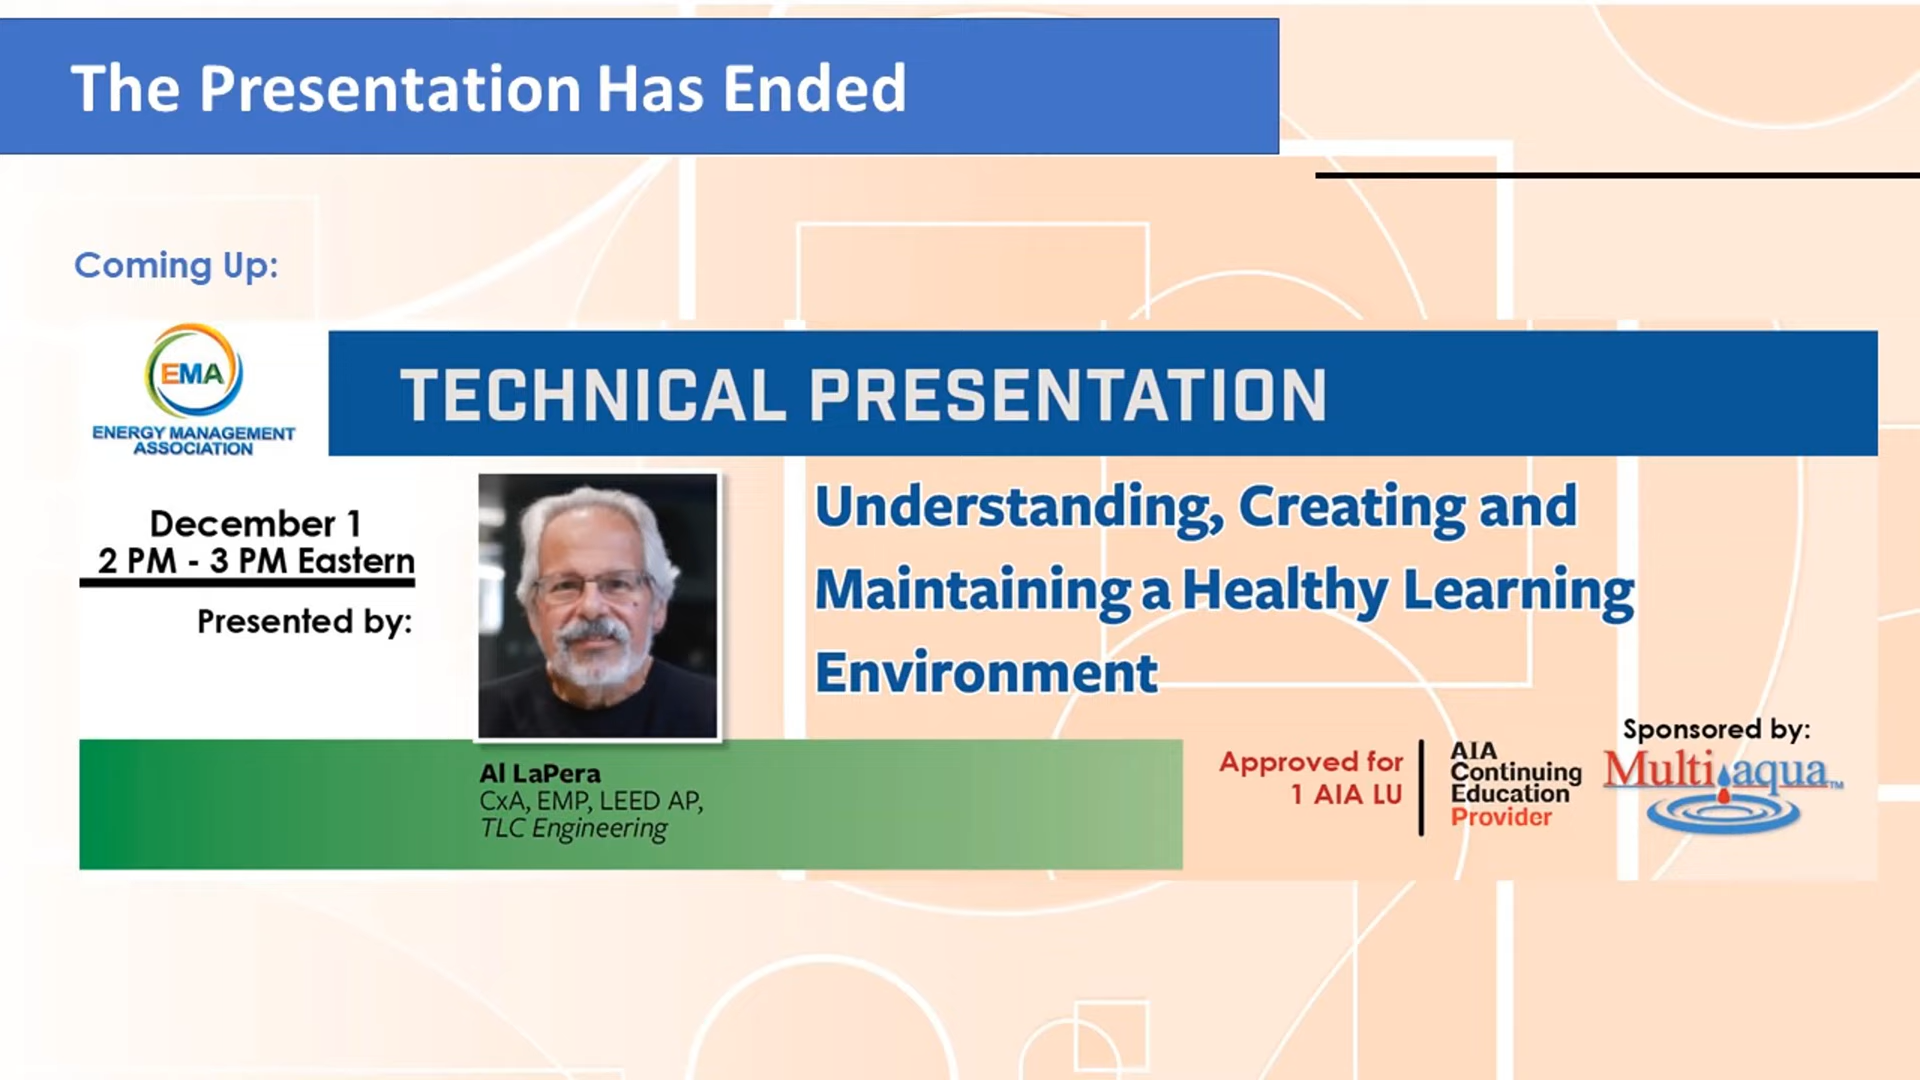 The Presentation Has Ended
Coming Up:
EMA
ENERGY MANAGEMENT
ASSOCIATION
TECHNICAL PRESENTATION
December 1
2 PM - 3 PM Eastern
Presented by:
Understanding, Creating and
Maintaining a Healthy Learning
Environment
Al LaPera
CxA, EMP, LEED AP,
TLC Engineering
Approved for
1 AIA LU
AIA
Continuing
Education
Provider
Sponsored by:
Multiaqua™